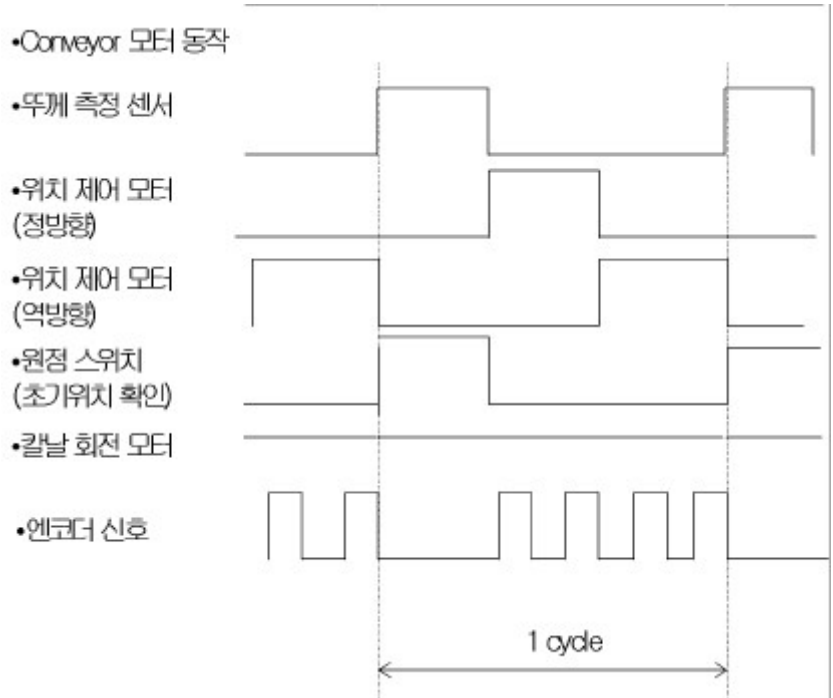 •Conveyor 모터 동작
•뚜께 측정 센서
•위치 제어 모터
(정방향)
•위치 제어 모터
(역방향)
•원점 스위치
(초기위치 확인)
•칼날 회전 모터
•엔코더 신호
1 cycle